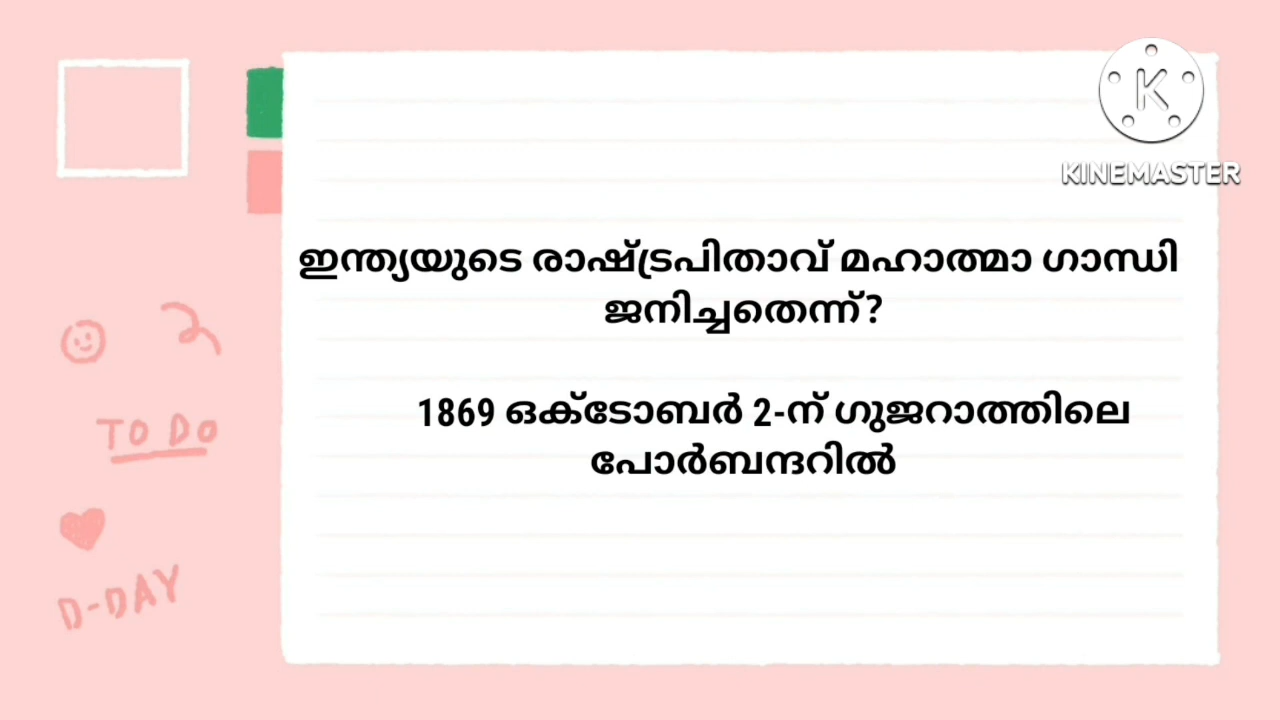 K
KINEMASTER
ഇന്ത്യയുടെ രാഷ്ട്രപിതാവ് മഹാത്മാ ഗാന്ധി
ജനിച്ചതെന്ന്?
1869 ഒക്ടോബർ 2-ന് ഗുജറാത്തിലെ
പോർബന്ദറിൽ
TO DO
D-DAY